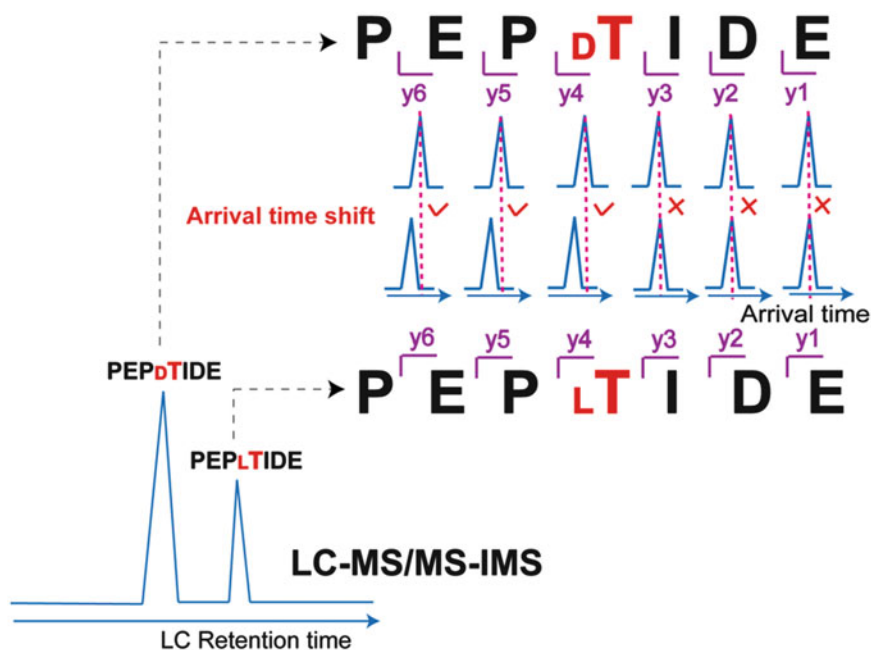 P E P DT I D E
y6 y5 y4 y3 y2 y1
Arrival time shift
Arrival time
y6 y5 y4 y3 y2 y1
P E P LT I D E
PEPDTIDE
PEPLTIDE
LC-MS/MS-IMS
LC Retention time